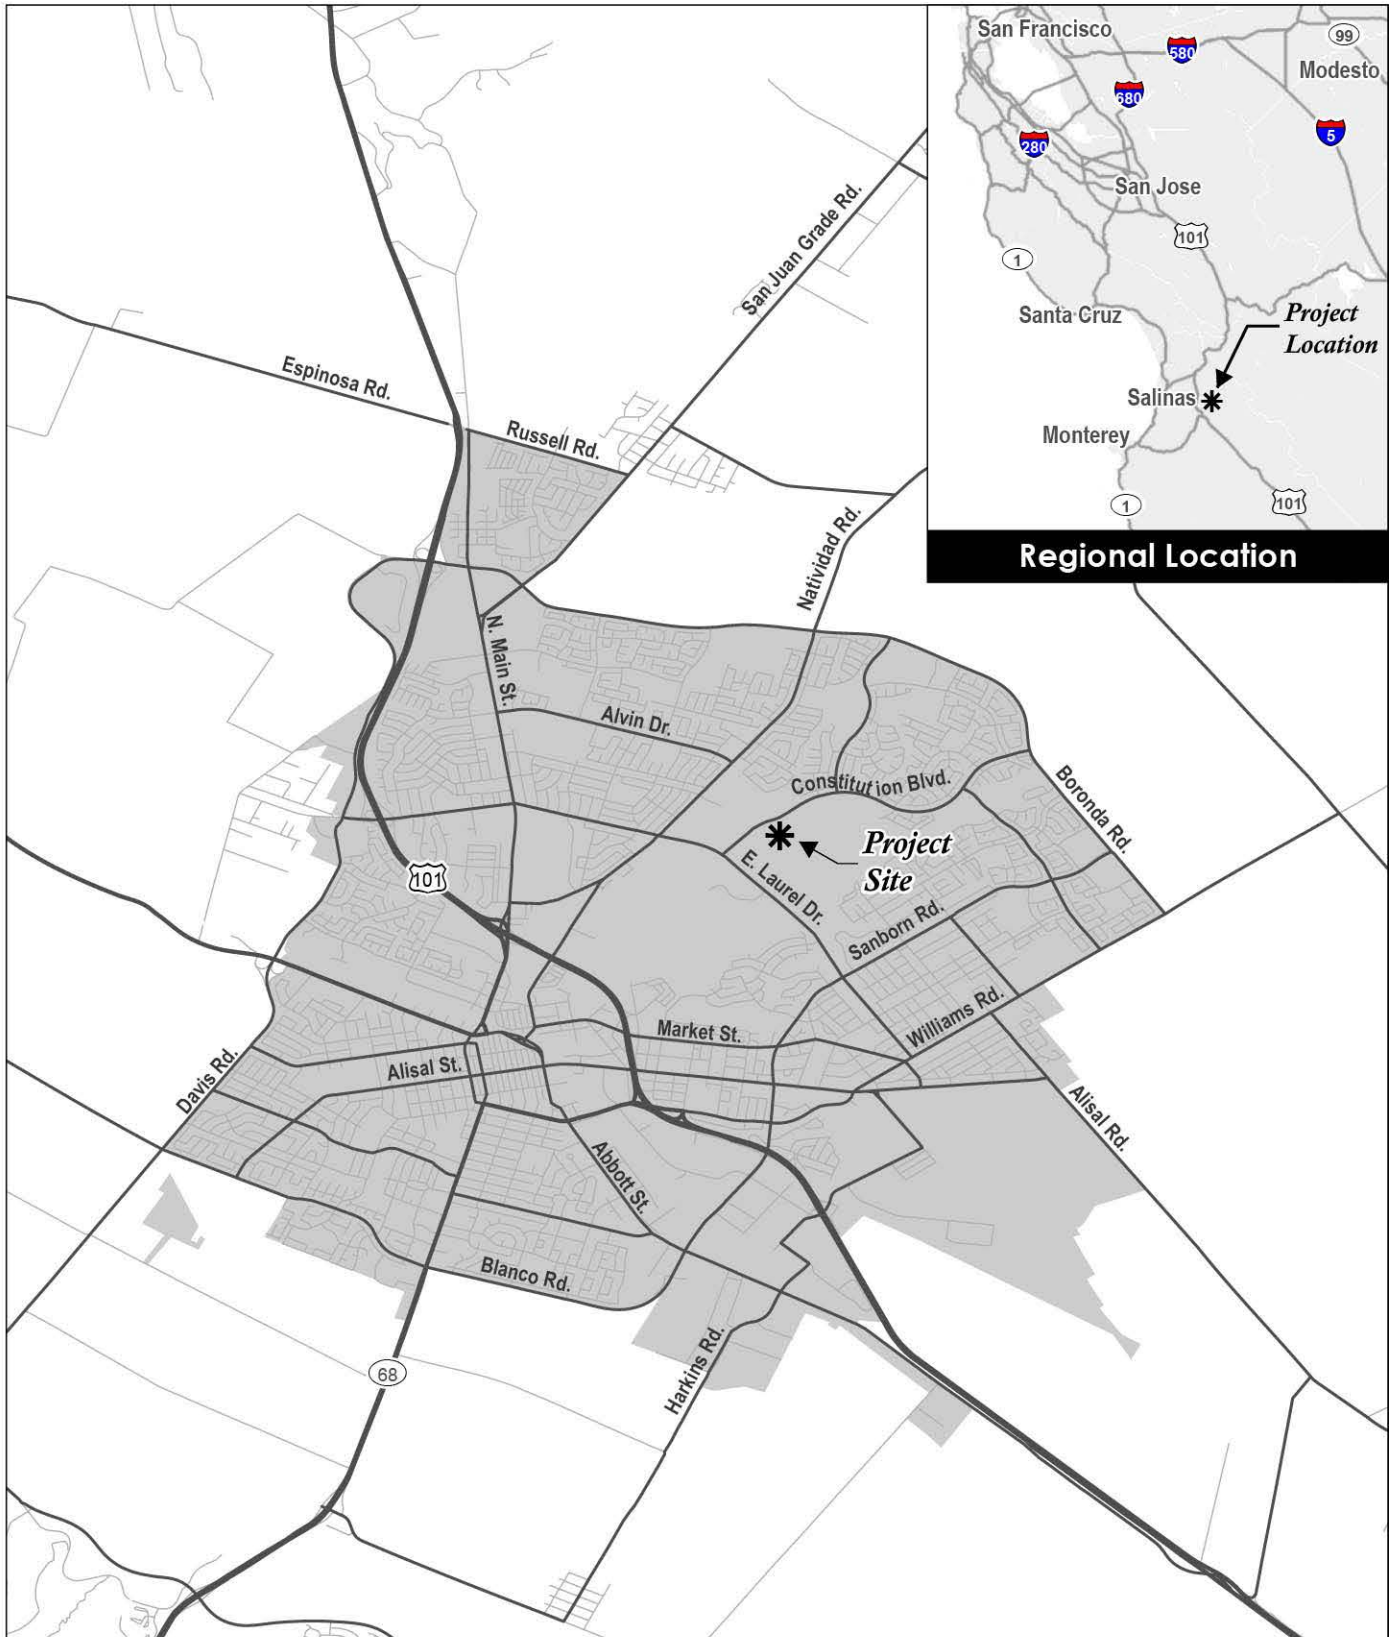 San Francisco
99
580
Modesto
680
5
280
San Jose
101
1
Santa Cruz
Project
Location
Salinas
Monterey
1
101
Regional Location
San Juan Grade Rd.
Espinosa Rd.
Russell Rd.
Natividad Rd.
N. Main St.
Alvin Dr.
Constitution Blvd.
Boronda Rd.
Project
Site
E. Laurel Dr.
101
Sanborn Rd.
Williams Rd.
Market St.
Alisal St.
Davis Rd.
Alisal Rd.
Abbott St.
Blanco Rd.
Harkins Rd.
68